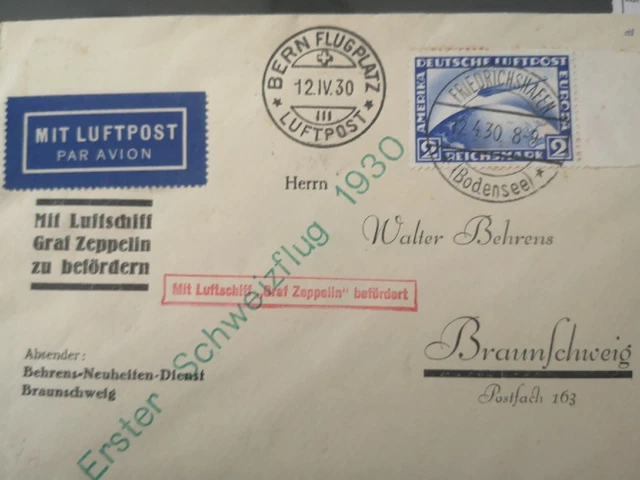 BERN FLUGPLATZ
12.IV.30
III
LUFTPOST
DEUTSCHE LUFTPOST
AMERIKA
EUROPA
2 REICHSMARK 2
FRIEDRICHSHAFEN
12.4.30. 8-9
(Bodensee)
MIT LUFTPOST
PAR AVION
Erster Schweizflug 1930
Herrn
Mit Luftschiff
Graf Zeppelin
zu befördern
Walter Behrens
Mit Luftschiff „Graf Zeppelin" befördert
Braunschweig
Postfach 163
Absender:
Behrens-Neuheiten-Dienst
Braunschweig